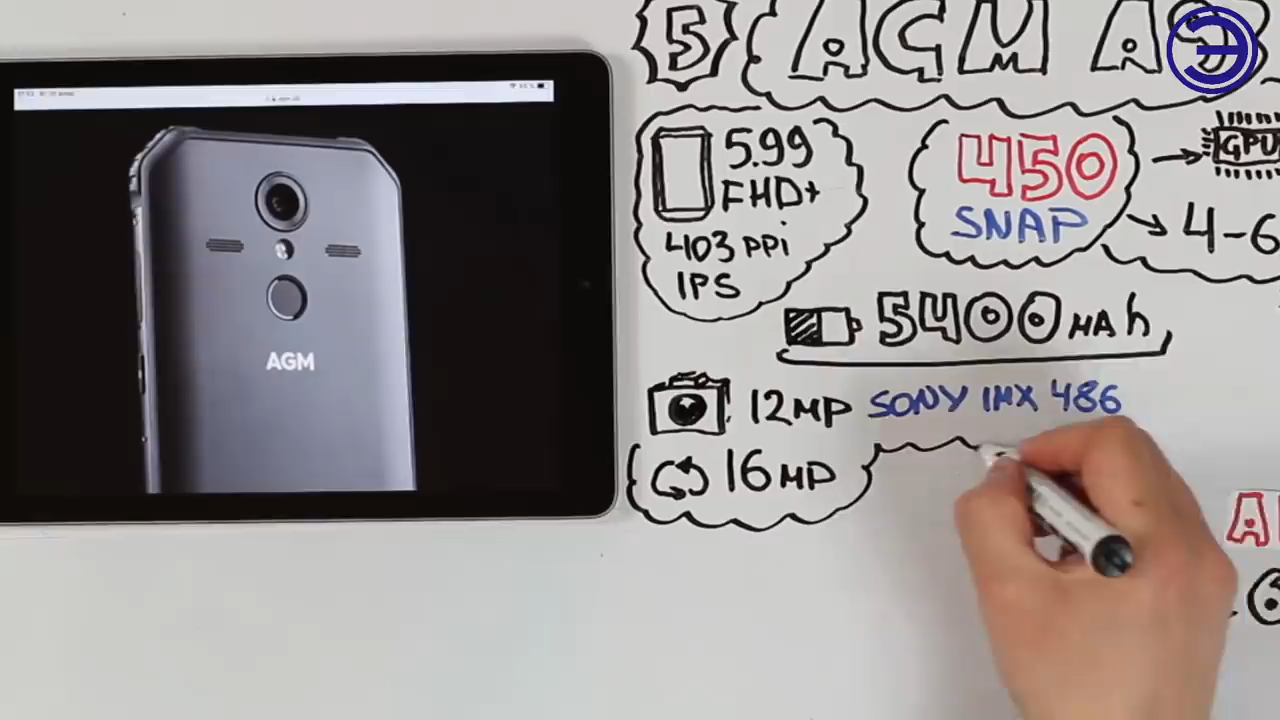 5 AGM A9
5.99
FHD+
403 PPi
IPS
450
SNAP
GPU
4-6
5400 MAh
12MP SONY IMX 486
16MP
AGM
Э